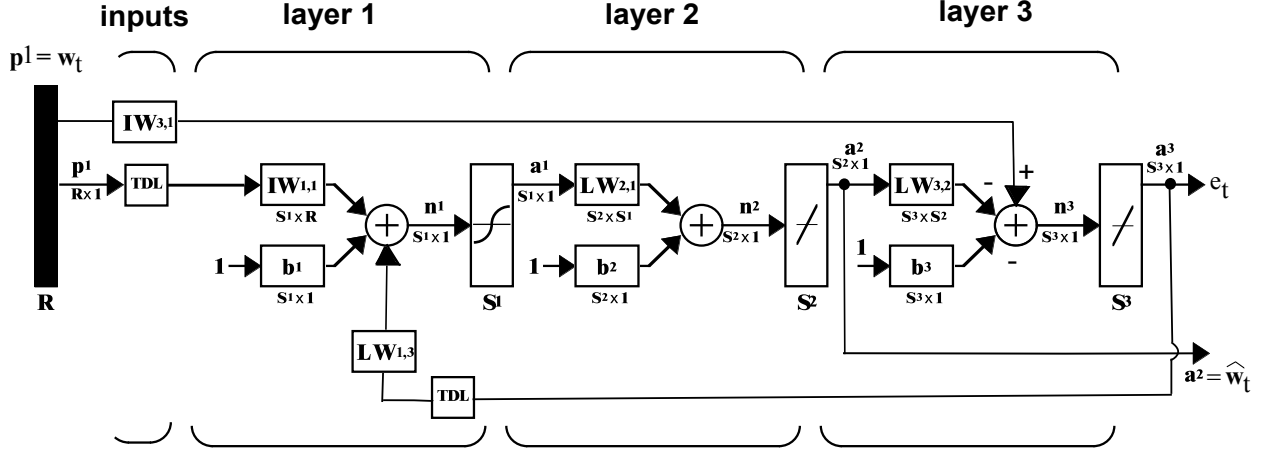 inputs layer 1 layer 2 layer 3
p1 = wt
IW3,1
p1
R x 1
TDL
IW1,1
S1 x R
1
b1
S1 x 1
+
n1
S1 x 1
S1
a1
S1 x 1
LW2,1
S2 x S1
1
b2
S2 x 1
+
n2
S2 x 1
S2
a2
S2 x 1
LW3,2
S3 x S2
1
b3
S3 x 1
-
+
+
-
n3
S3 x 1
S3
a3
S3 x 1
et
R
LW1,3
TDL
a2 = ŵt